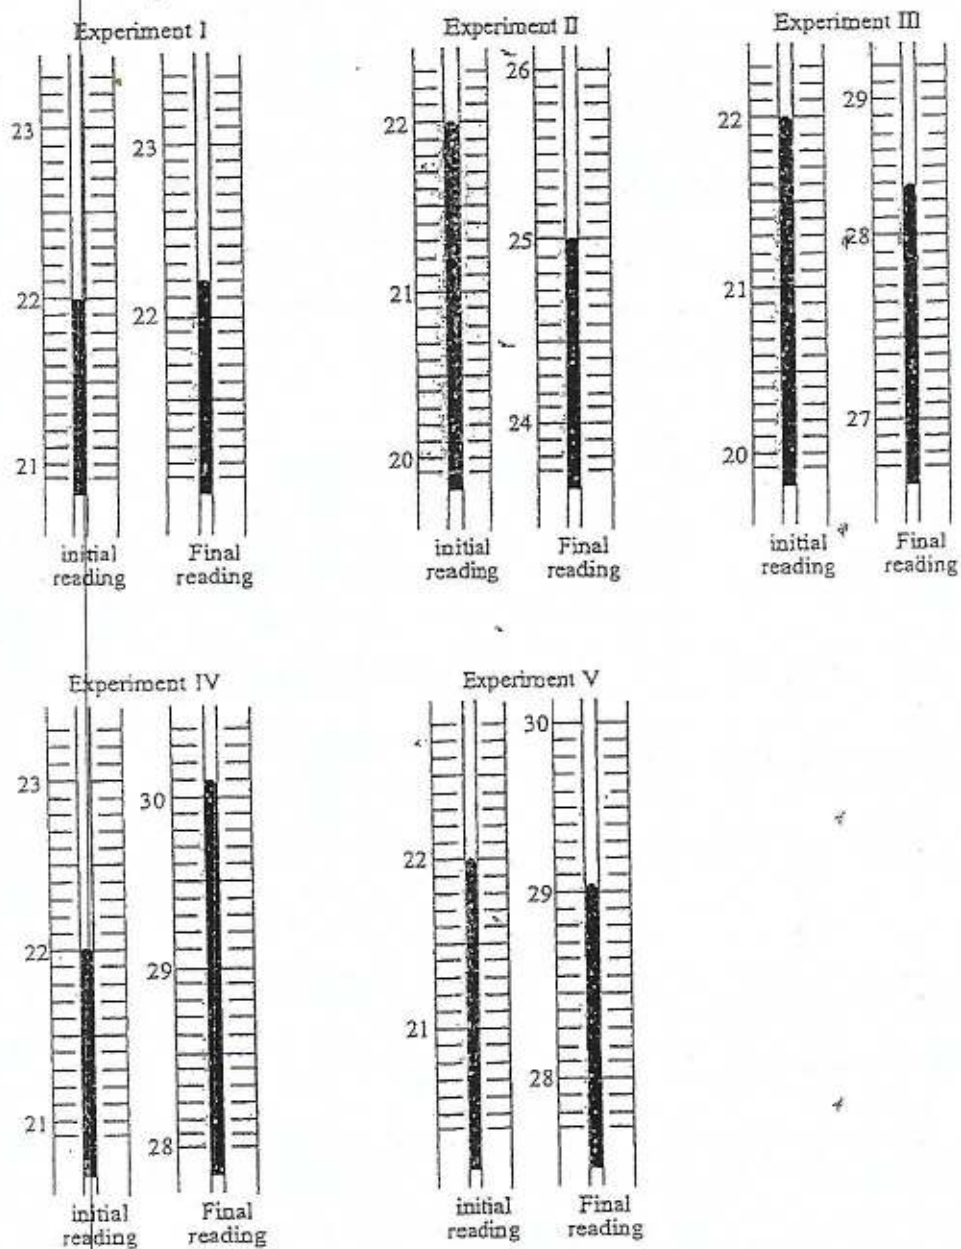 Experiment I
23
22
21
initial
reading
23
22
Final
reading
Experiment II
22
21
20
initial
reading
26
25
24
Final
reading
Experiment III
22
21
20
initial
reading
29
28
27
Final
reading
Experiment IV
23
22
21
initial
reading
30
29
28
Final
reading
Experiment V
22
21
initial
reading
30
29
28
Final
reading